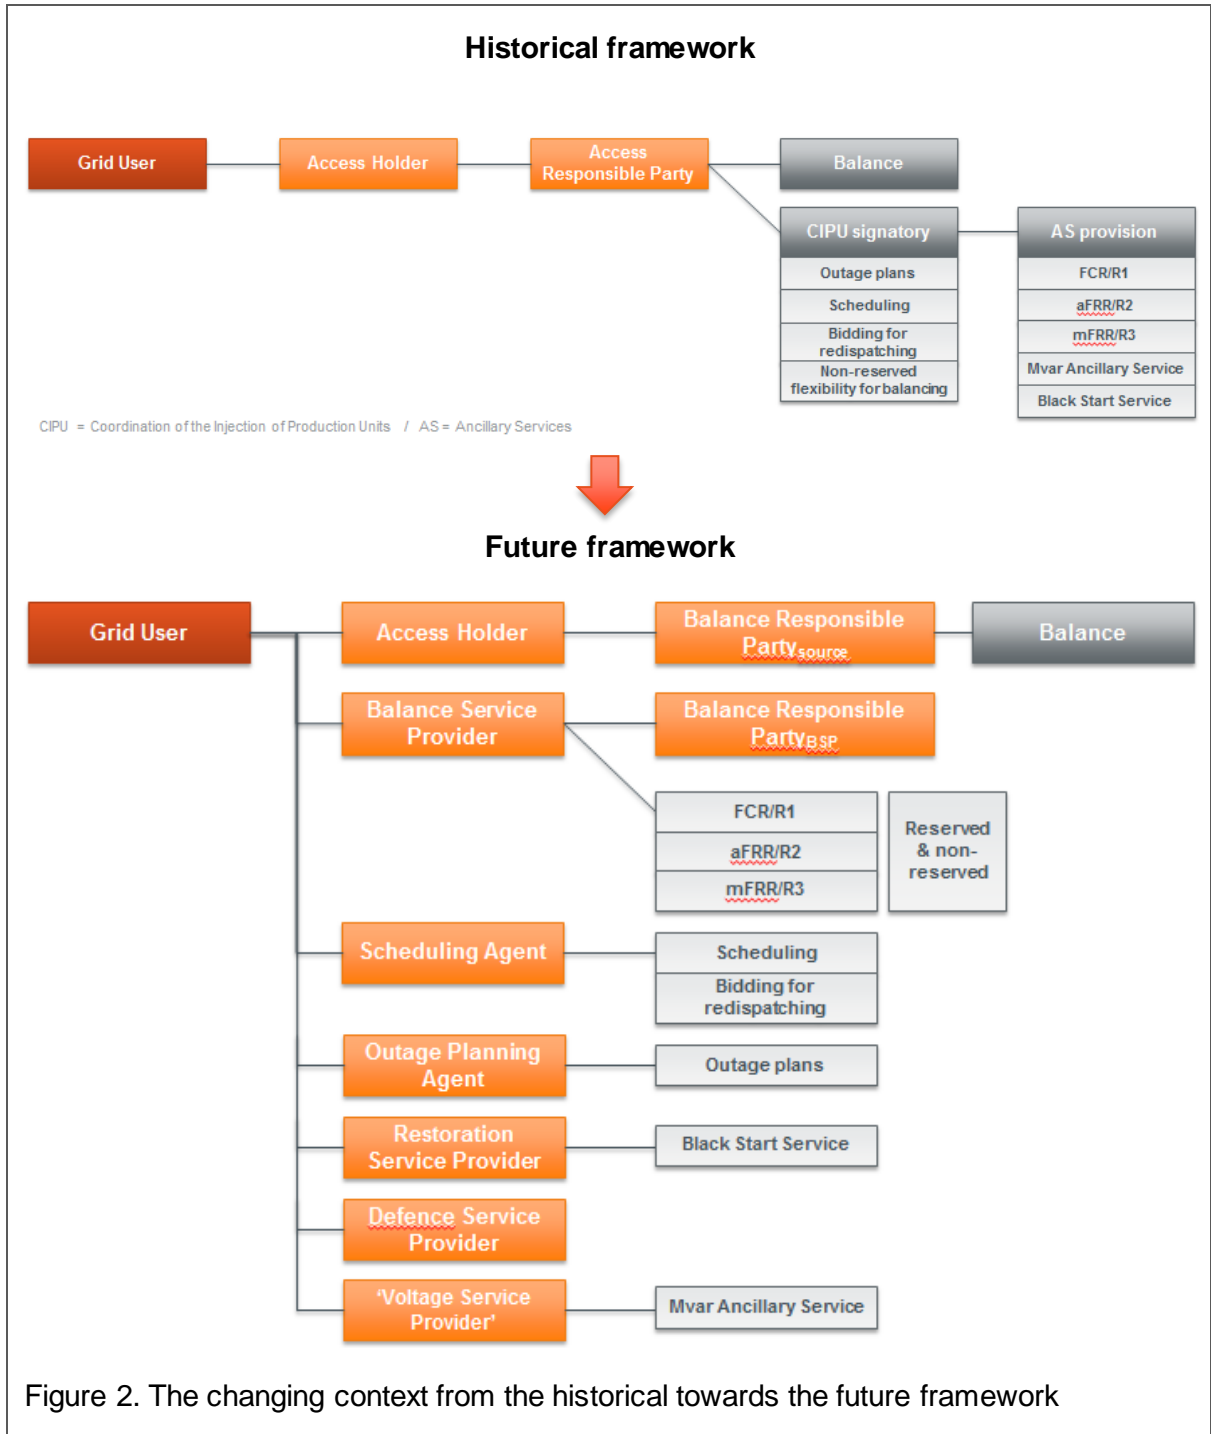 Historical framework
Grid User
Access Holder
Access
Responsible Party
Balance
CIPU signatory
AS provision
Outage plans
FCR/R1
Scheduling
aFRR/R2
Bidding for
redispatching
mFRR/R3
Non-reserved
flexibility for balancing
Mvar Ancillary Service
Black Start Service
CIPU = Coordination of the Injection of Production Units / AS = Ancillary Services
Future framework
Grid User
Access Holder
Balance Responsible
Party source
Balance
Balance Service
Provider
Balance Responsible
Party BSP
FCR/R1
aFRR/R2
mFRR/R3
Reserved
& non-
reserved
Scheduling Agent
Scheduling
Bidding for
redispatching
Outage Planning
Agent
Outage plans
Restoration
Service Provider
Black Start Service
Defence Service
Provider
‘Voltage Service
Provider’
Mvar Ancillary Service
Figure 2. The changing context from the historical towards the future framework